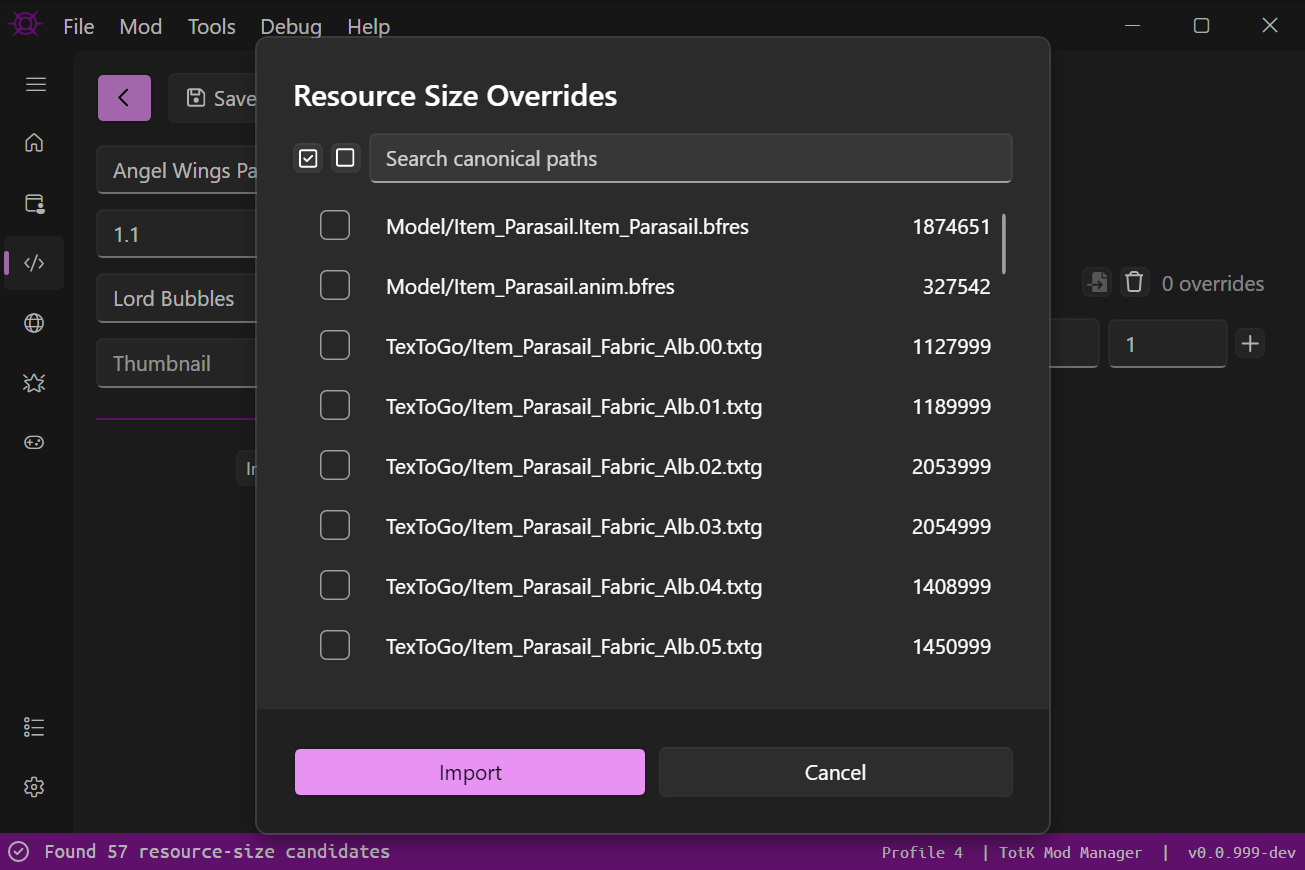 File Mod Tools Debug Help
Resource Size Overrides
Save
Search canonical paths
Angel Wings Pa
1.1
Lord Bubbles
Thumbnail
Model/Item_Parasail.Item_Parasail.bfres 1874651
Model/Item_Parasail.anim.bfres 327542
TexToGo/Item_Parasail_Fabric_Alb.00.txtg 1127999
TexToGo/Item_Parasail_Fabric_Alb.01.txtg 1189999
TexToGo/Item_Parasail_Fabric_Alb.02.txtg 2053999
TexToGo/Item_Parasail_Fabric_Alb.03.txtg 2054999
TexToGo/Item_Parasail_Fabric_Alb.04.txtg 1408999
TexToGo/Item_Parasail_Fabric_Alb.05.txtg 1450999
0 overrides
1
Import Cancel
Found 57 resource-size candidates
Profile 4 | TotK Mod Manager | v0.0.999-dev